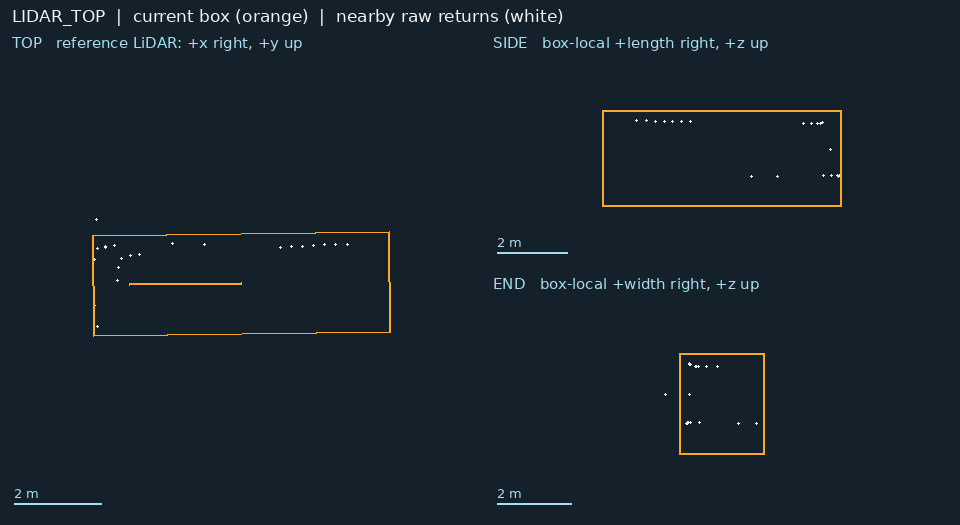 LIDAR_TOP | current box (orange) | nearby raw returns (white)
TOP reference LiDAR: +x right, +y up
SIDE box-local +length right, +z up
2 m
END box-local +width right, +z up
2 m
2 m